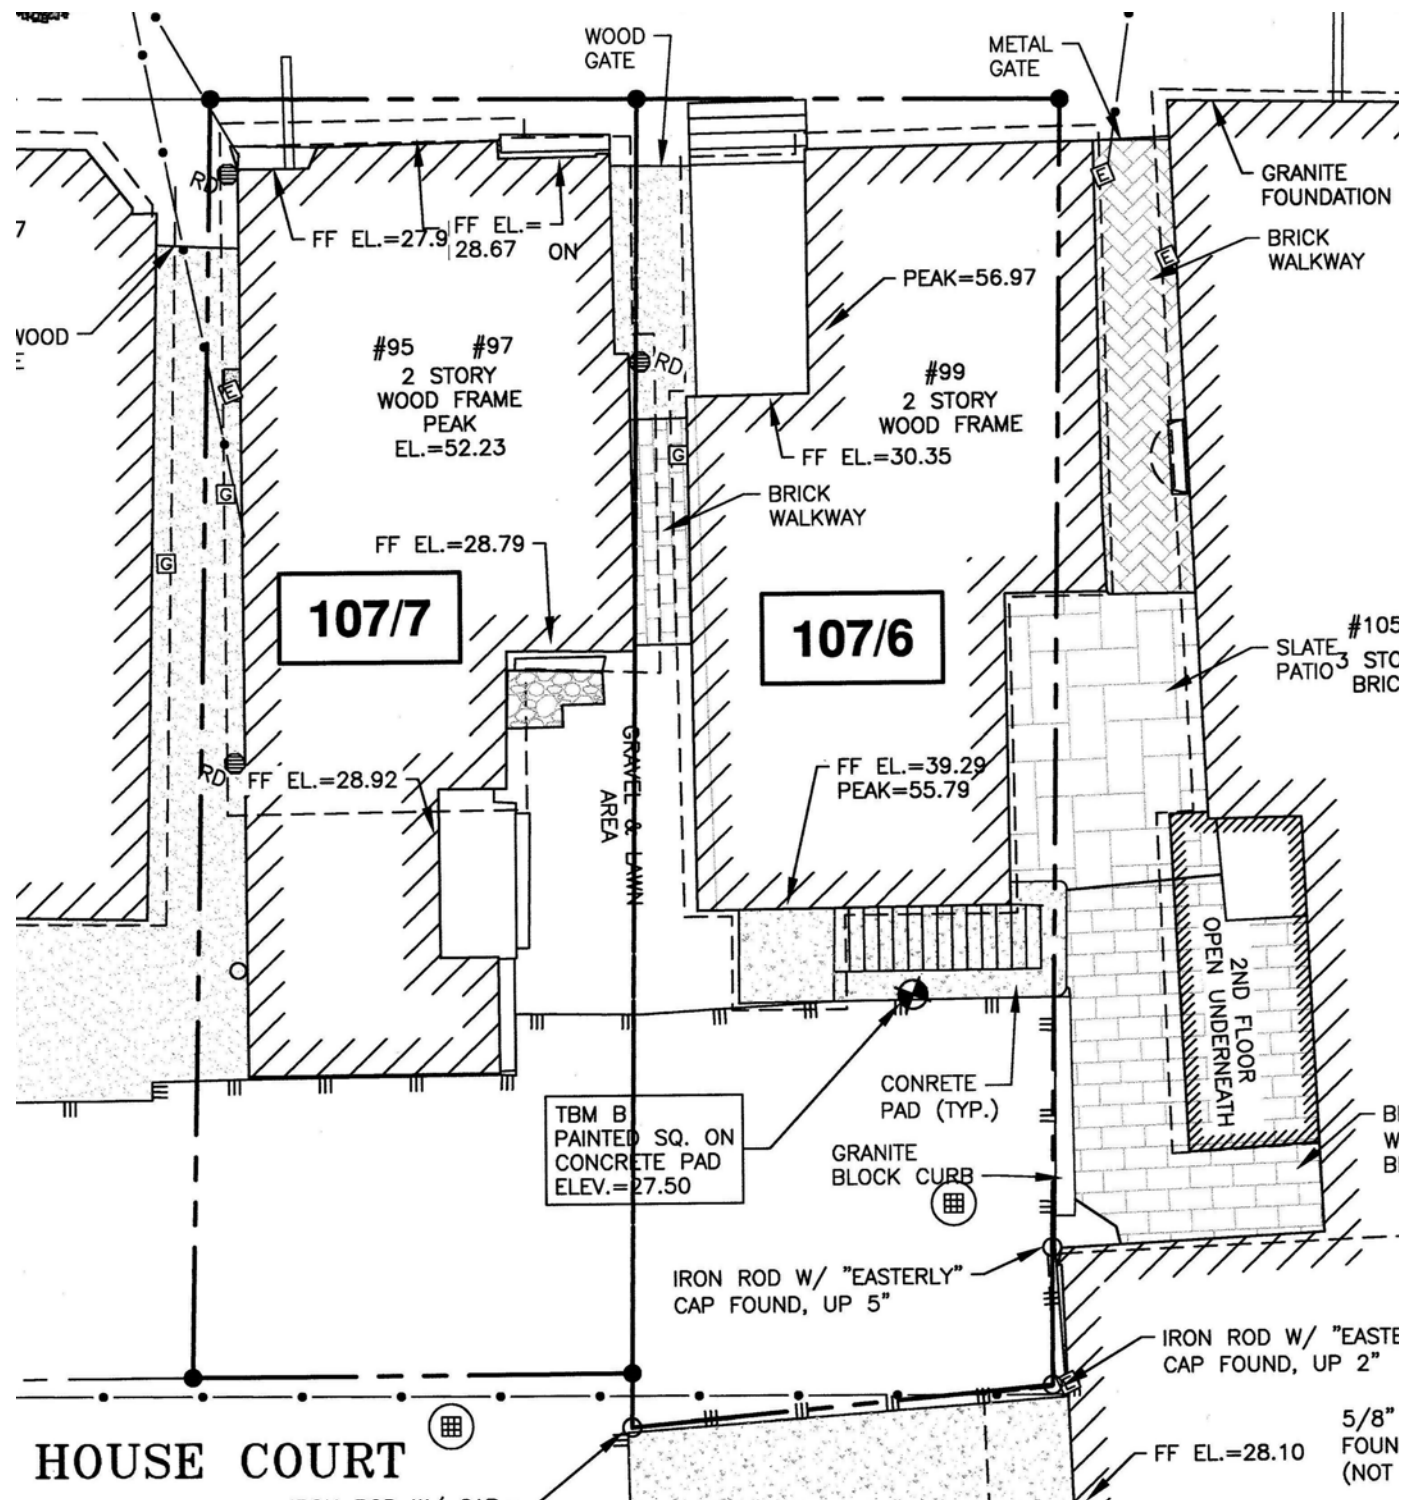 WOOD
GATE
METAL
GATE
GRANITE
FOUNDATION
RD
7
FF EL.=27.9
FF EL.=
28.67
ON
BRICK
WALKWAY
PEAK=56.97
WOOD
E
#95 #97
2 STORY
WOOD FRAME
PEAK
EL.=52.23
E
E
E
RD
#99
2 STORY
WOOD FRAME
FF EL.=30.35
G
G
G
BRICK
WALKWAY
FF EL.=28.79
107/7
107/6
#105
SLATE
PATIO
3 STO
BRIC
RD
FF EL.=28.92
GRAVEL & LAWN
AREA
FF EL.=39.29
PEAK=55.79
2ND FLOOR
OPEN UNDERNEATH
CONRETE
PAD (TYP.)
TBM B
PAINTED SQ. ON
CONCRETE PAD
ELEV.=27.50
GRANITE
BLOCK CURB
B
W
B
IRON ROD W/ "EASTERLY"
CAP FOUND, UP 5"
IRON ROD W/ "EASTE
CAP FOUND, UP 2"
E
HOUSE COURT
5/8"
FOUN
(NOT
FF EL.=28.10
IRON ROD W/ CAP